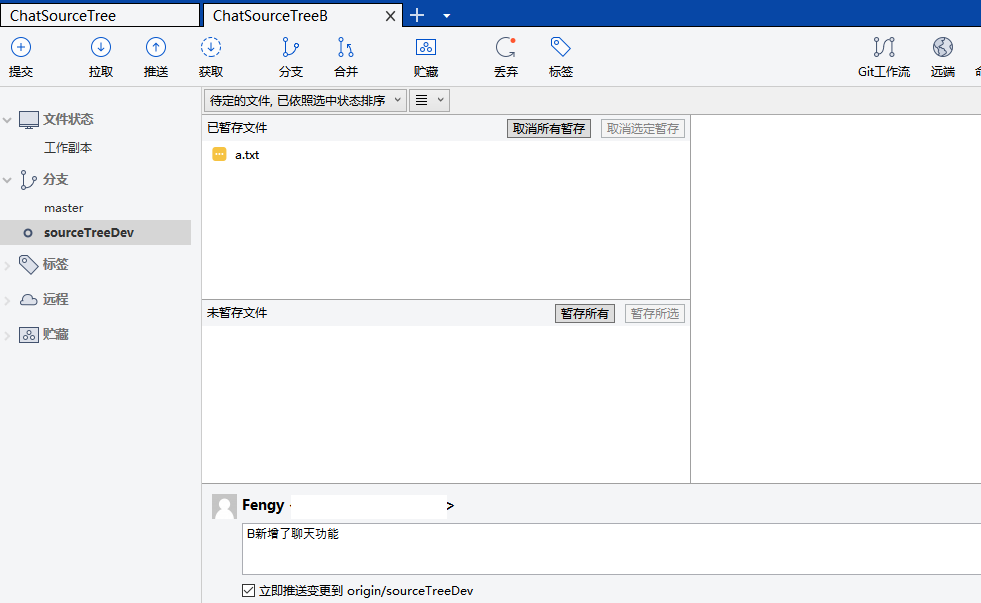 ChatSourceTree ChatSourceTreeB
提交 拉取 推送 获取 分支 合并 贮藏 丢弃 标签 Git工作流 远端
待定的文件, 已依照选中状态排序
文件状态
工作副本
分支
master
sourceTreeDev
标签
远程
贮藏
已暂存文件 取消所有暂存 取消选定暂存
a.txt
未暂存文件 暂存所有 暂存所选
Fengy >
B新增了聊天功能
立即推送变更到 origin/sourceTreeDev